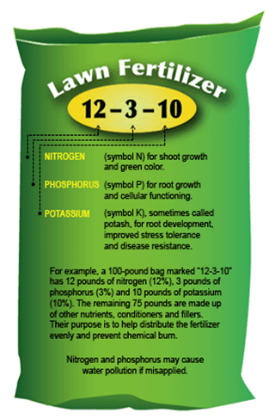 Lawn Fertilizer
12–3–10
NITROGEN (symbol N) for shoot growth
and green color.
PHOSPHORUS (symbol P) for root growth
and cellular functioning.
POTASSIUM (symbol K), sometimes called
potash, for root development,
improved stress tolerance
and disease resistance.
For example, a 100-pound bag marked "12-3-10"
has 12 pounds of nitrogen (12%), 3 pounds of
phosphorus (3%) and 10 pounds of potassium
(10%). The remaining 75 pounds are made up
of other nutrients, conditioners and fillers.
Their purpose is to help distribute the fertilizer
evenly and prevent chemical burn.
Nitrogen and phosphorus may cause
water pollution if misapplied.